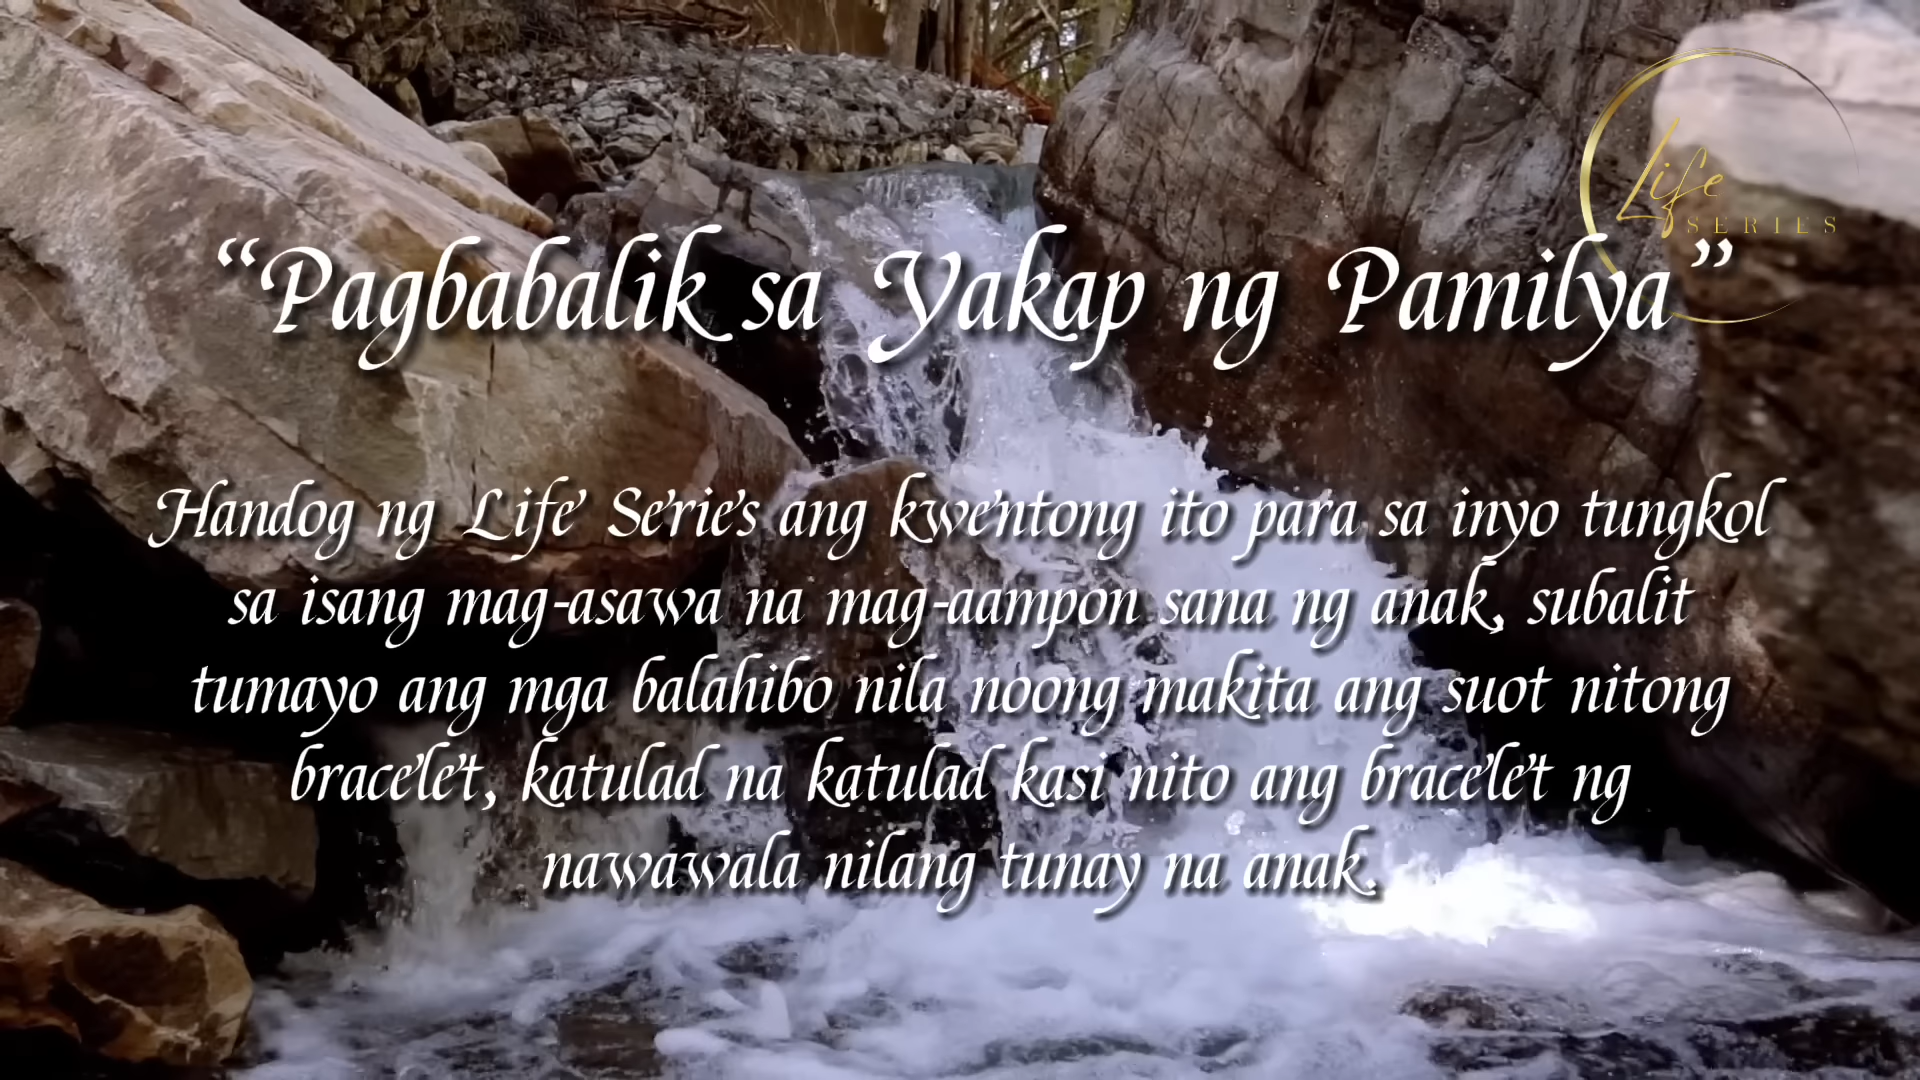 Life
SERIES
“Pagbabalik sa Yakap ng Pamilya”
Handog ng Life Series ang kwentong ito para sa inyo tungkol
sa isang mag-asawa na mag-aampon sana ng anak, subalit
tumayo ang mga balahibo nila noong makita ang suot nitong
bracelet, katulad na katulad kasi nito ang bracelet ng
nawawala nilang tunay na anak.